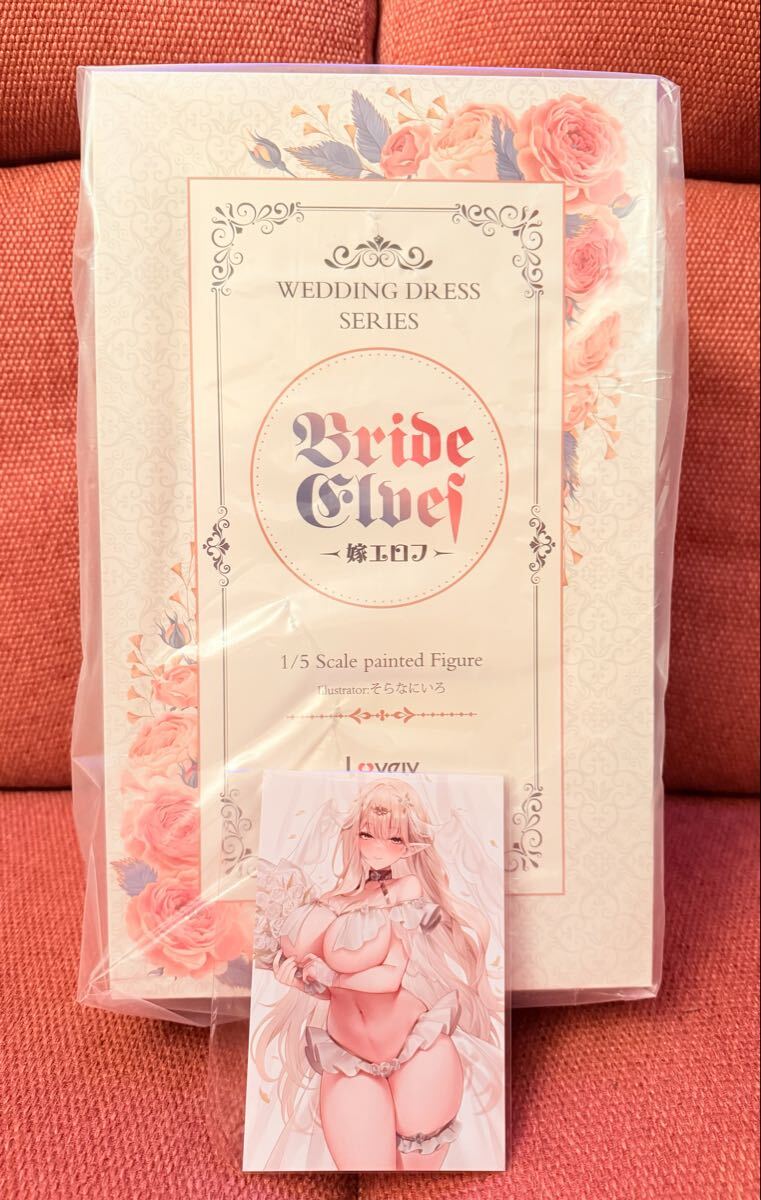 WEDDING DRESS
SERIES
Bride
Elves
嫁エロフ
1/5 Scale painted Figure
Illustrator:そらなにいろ
Lovely